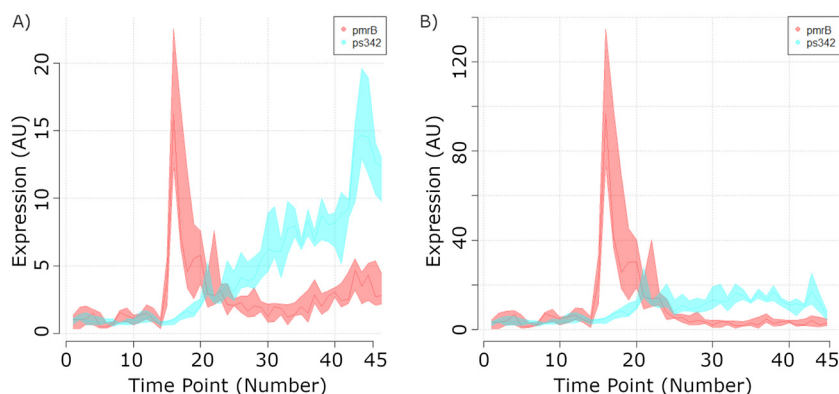 A)
pmrB
ps342
Expression (AU)
20
15
10
5
0
0 10 20 30 40 45
Time Point (Number)
B)
pmrB
ps342
Expression (AU)
120
80
40
0
0 10 20 30 40 45
Time Point (Number)